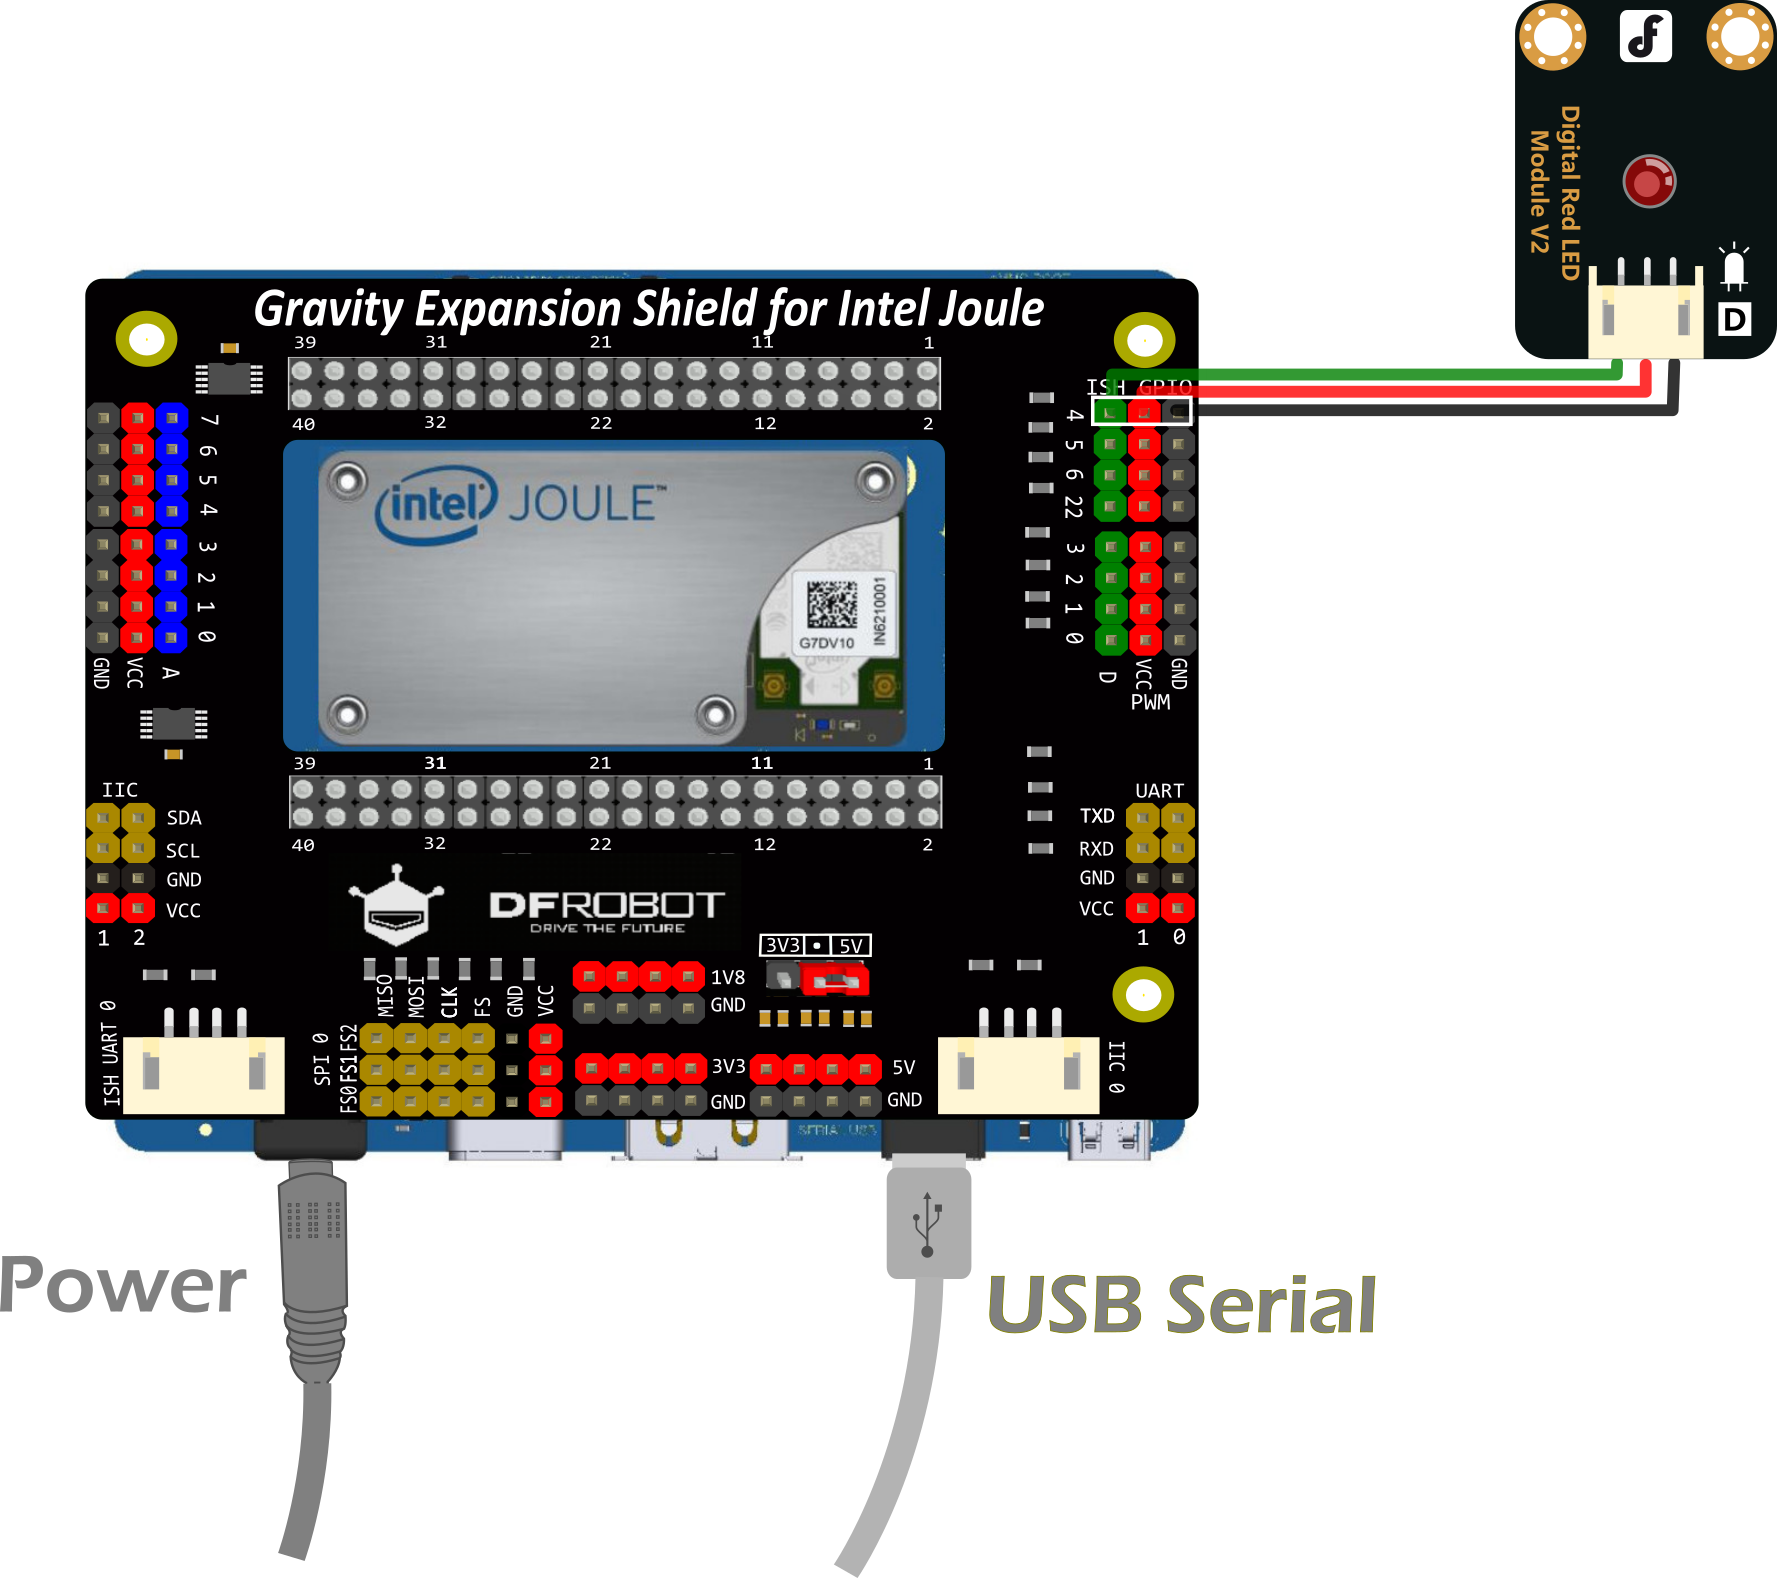 Digital Red LED
Module V2
D
Gravity Expansion Shield for Intel Joule
39 31 21 11 1
40 32 22 12 2
ISH GPIO
4
5
6
22
3
2
1
0
D VCC GND
PWM
7
6
5
4
3
2
1
0
GND VCC A
intel JOULE™
G7DV10
IN6210001
39 31 21 11 1
40 32 22 12 2
IIC
SDA
SCL
GND
VCC
1 2
UART
TXD
RXD
GND
VCC
1 0
DFROBOT
DRIVE THE FUTURE
3V3 5V
MISO MOSI CLK FS GND VCC
SPI 0
FS2
FS1
FS0
1V8
GND
3V3
GND
5V
GND
ISH UART 0
IIC 0
SERIAL USB
Power
USB Serial